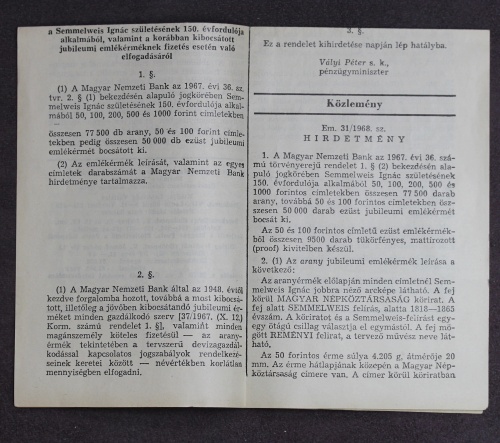 a Semmelweis Ignác születésének 150. évfordulója
alkalmából, valamint a korábban kibocsátott
jubileumi emlékérméknek fizetés esetén való
elfogadásáról
1. §.
(1) A Magyar Nemzeti Bank az 1967. évi 36. sz.
tvr. 2. § (1) bekezdésén alapuló jogkörében Sem-
melweis Ignác születésének 150. évfordulója alkal-
mából 50, 100, 200, 500 és 1000 forint címletekben
összesen 77 500 db arany, 50 és 100 forint címle-
tekben pedig összesen 50 000 db ezüst jubileumi
emlékérmét bocsátott ki.
(2) Az emlékérmék leírását, valamint az egyes
címletek darabszámát a Magyar Nemzeti Bank
hirdetménye tartalmazza.
2. §.
(1) A Magyar Nemzeti Bank által az 1948. évtől
kezdve forgalomba hozott, továbbá a most kibocsá-
tott, illetőleg a jövőben kibocsátandó jubileumi ér-
méket minden gazdálkodó szerv [37/1967. (X. 12.)
Korm. számú rendelet 1. §], valamint minden
magánszemély köteles fizetésül — az arany-
érmék tekintetében a tervszerű devizagazdál-
kodással kapcsolatos jogszabályok rendelkezé-
seinek keretei között — névértékben korlátlan
mennyiségben elfogadni.
3. §.
Ez a rendelet kihirdetése napján lép hatályba.
Vályi Péter s. k.,
pénzügyminiszter
Közlemény
Em. 31/1968. sz.
HIRDETMÉNY
1. A Magyar Nemzeti Bank az 1967. évi 36. szá-
mú törvényerejű rendelet 1. § (2) bekezdésén ala-
puló jogkörében Semmelweis Ignác születésének
150. évfordulója alkalmából 50, 100, 200, 500 és
1000 forintos címletekben összesen 77 500 darab
arany, továbbá 50 és 100 forintos címletekben ösz-
szesen 50 000 darab ezüst jubileumi emlékérmét
bocsát ki.
Az 50 és 100 forintos címletű ezüst emlékérmék-
ből összesen 9500 darab tükörfényes, mattírozott
(proof) kivitelben készül.
2. (1) Az arany jubileumi emlékérmék leírása a
következő:
Az aranyérmék előlapján minden címletnél Sem-
melweis Ignác jobbra néző arcképe látható. A fej
körül MAGYAR NÉPKÖZTÁRSASÁG körirat. A
fej alatt SEMMELWEIS felírás, alatta 1818—1865
évszám. A köriratot és a Semmelweis-felírást egy-
egy ötágú csillag választja el egymástól. A fej mö-
gött REMÉNYI felírat, a tervező művész neve lát-
ható.
Az 50 forintos érme súlya 4.205 g, átmérője 20
mm. Az érme hátlapjának közepén a Magyar Nép-
köztársaság címere van. A címer körül köriratban